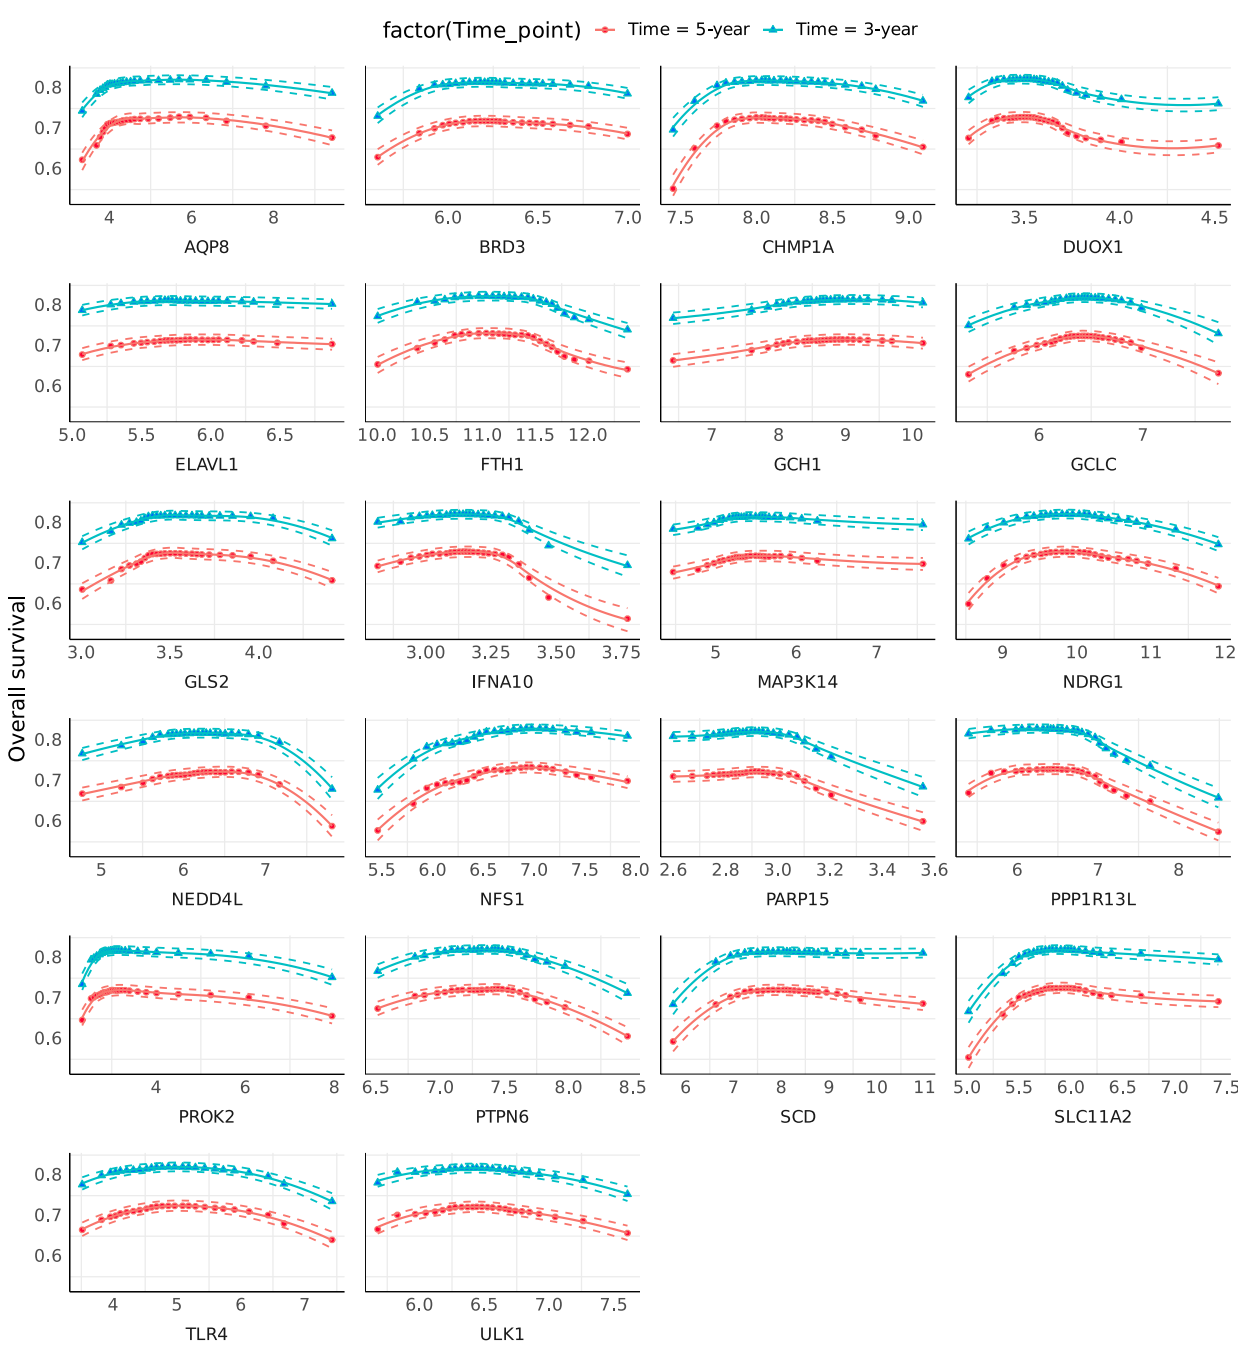 factor(Time_point) Time = 5-year Time = 3-year
Overall survival
0.8
0.7
0.6
4 6 8
6.0 6.5 7.0
7.5 8.0 8.5 9.0
3.5 4.0 4.5
AQP8 BRD3 CHMP1A DUOX1
0.8
0.7
0.6
5.0 5.5 6.0 6.5
10.0 10.5 11.0 11.5 12.0
7 8 9 10
6 7
ELAVL1 FTH1 GCH1 GCLC
0.8
0.7
0.6
3.0 3.5 4.0
3.00 3.25 3.50 3.75
5 6 7
9 10 11 12
GLS2 IFNA10 MAP3K14 NDRG1
0.8
0.7
0.6
5 6 7
5.5 6.0 6.5 7.0 7.5 8.0
2.6 2.8 3.0 3.2 3.4 3.6
6 7 8
NEDD4L NFS1 PARP15 PPP1R13L
0.8
0.7
0.6
4 6 8
6.5 7.0 7.5 8.0 8.5
6 7 8 9 10 11
5.0 5.5 6.0 6.5 7.0 7.5
PROK2 PTPN6 SCD SLC11A2
0.8
0.7
0.6
4 5 6 7
6.0 6.5 7.0 7.5
TLR4 ULK1